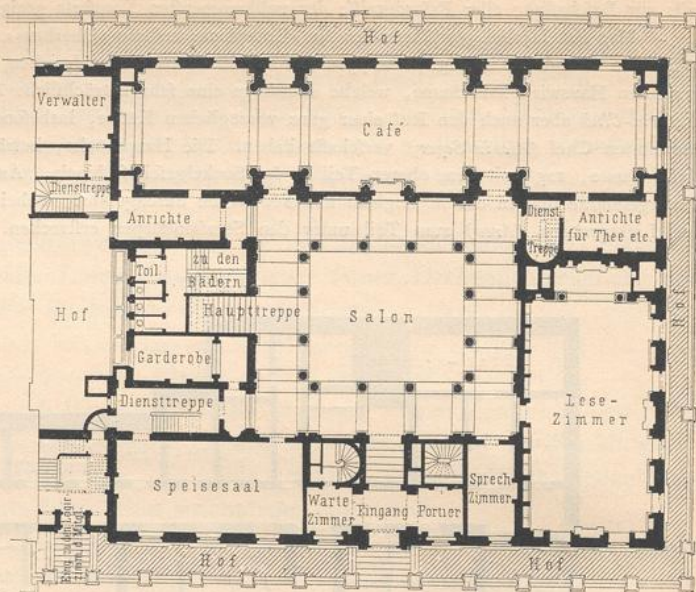 Hof
Verwalter
Cafe
Diensttreppe
Anrichte
Dienst
Treppe
Anrichte
für Thee etc.
Toil.
zu den
Bädern
Haupttreppe
Hof
Salon
Hof
Garderobe
Diensttreppe
Lese-
Zimmer
Speisesaal
Warte
Zimmer
Eingang
Portier
Sprech
Zimmer
Hof
Hof